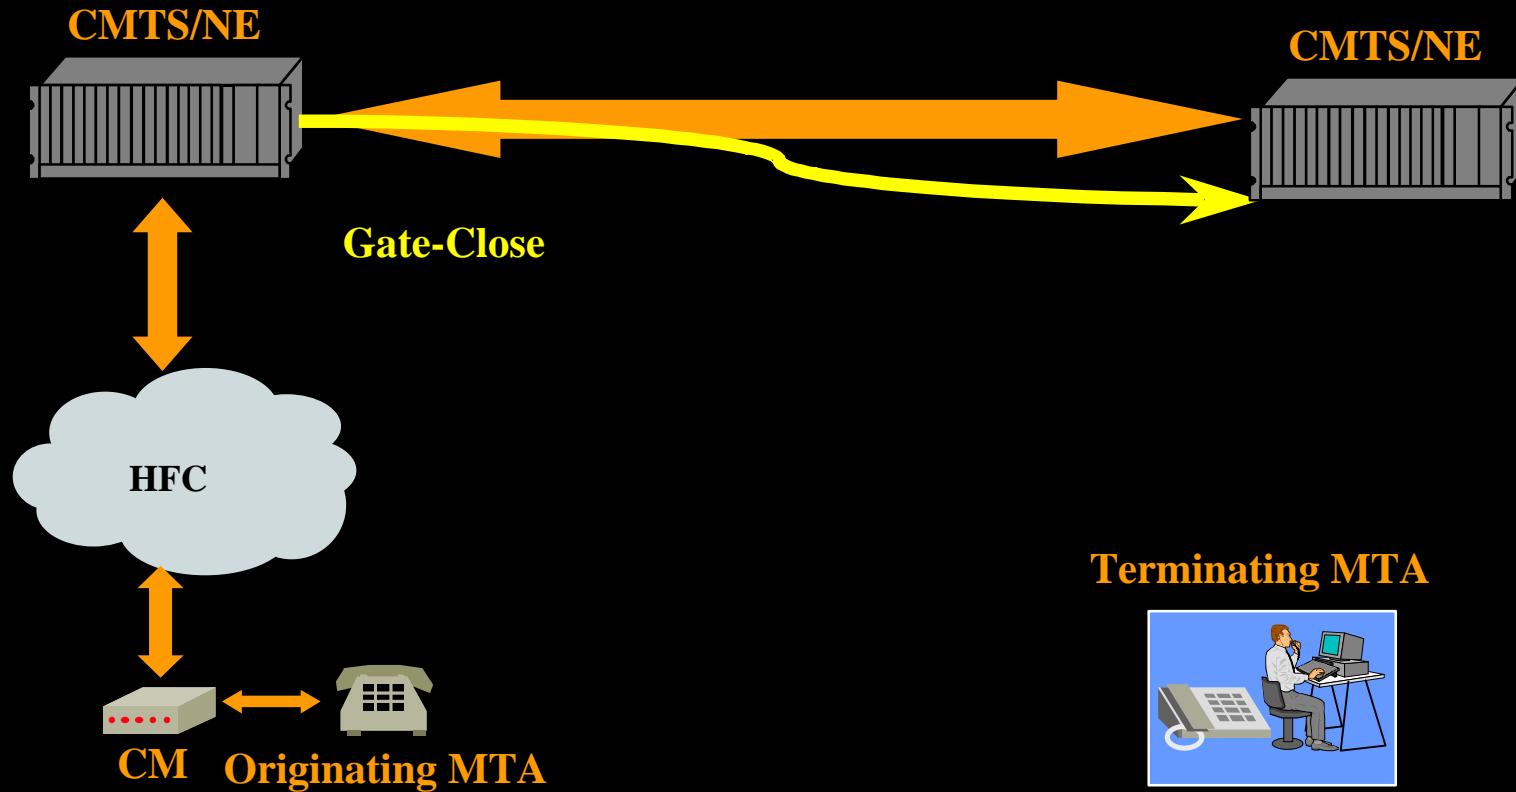 CMTS/NE
CMTS/NE
Gate-Close
HFC
Terminating MTA
CM
Originating MTA